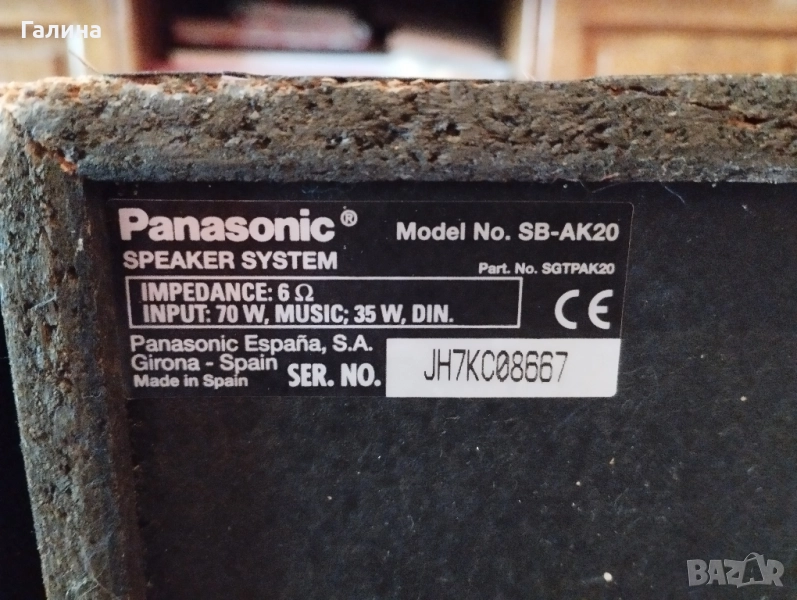 Галина
Panasonic® Model No. SB-AK20
SPEAKER SYSTEM Part. No. SGTPAK20
IMPEDANCE: 6 Ω
INPUT: 70 W, MUSIC; 35 W, DIN.
CE
Panasonic España, S.A.
Girona - Spain
Made in Spain SER. NO. JH7KC08667
BAZAR